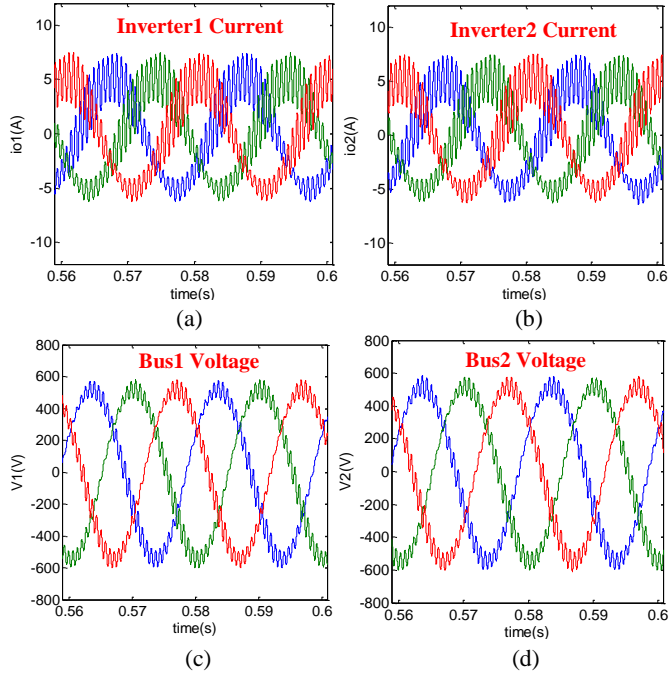 Inverter1 Current
10
5
0
-5
-10
io1(A)
0.56 0.57 0.58 0.59 0.6
time(s)
(a)
Inverter2 Current
10
5
0
-5
-10
io2(A)
0.56 0.57 0.58 0.59 0.6
time(s)
(b)
Bus1 Voltage
800
600
400
200
0
-200
-400
-600
-800
V1(V)
0.56 0.57 0.58 0.59 0.6
time(s)
(c)
Bus2 Voltage
800
600
400
200
0
-200
-400
-600
-800
V2(V)
0.56 0.57 0.58 0.59 0.6
time(s)
(d)